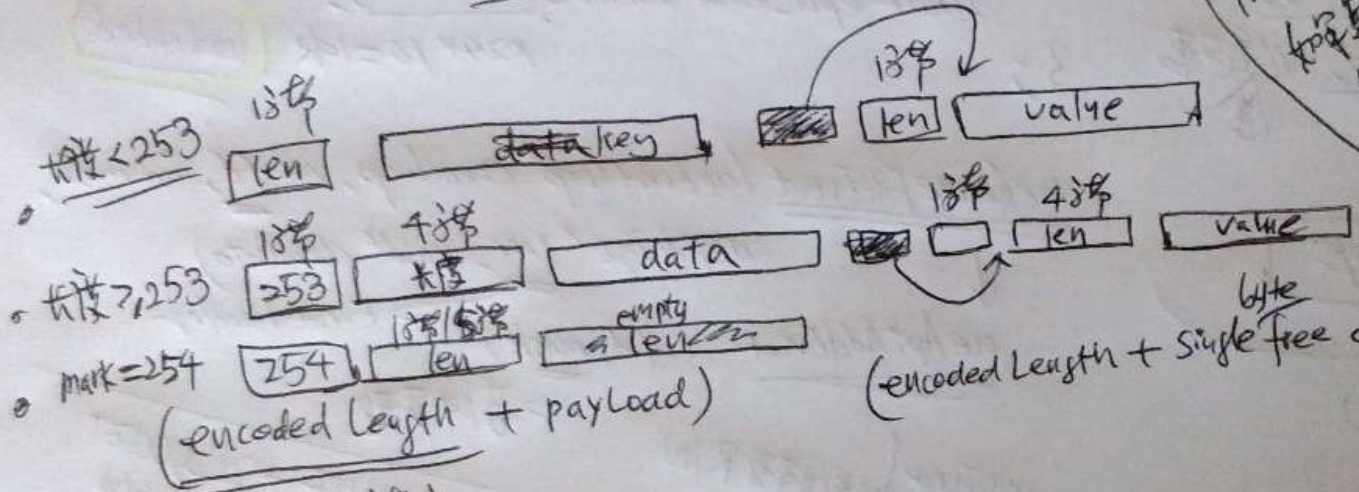 1字节 1字节
长度<253 len key len value
1字节 4字节 1字节 4字节
长度≥253 253 长度 data len value
1字节/5字节 empty
mark=254 254 len len
(encoded Length + payload)
byte
(encoded Length + Single free